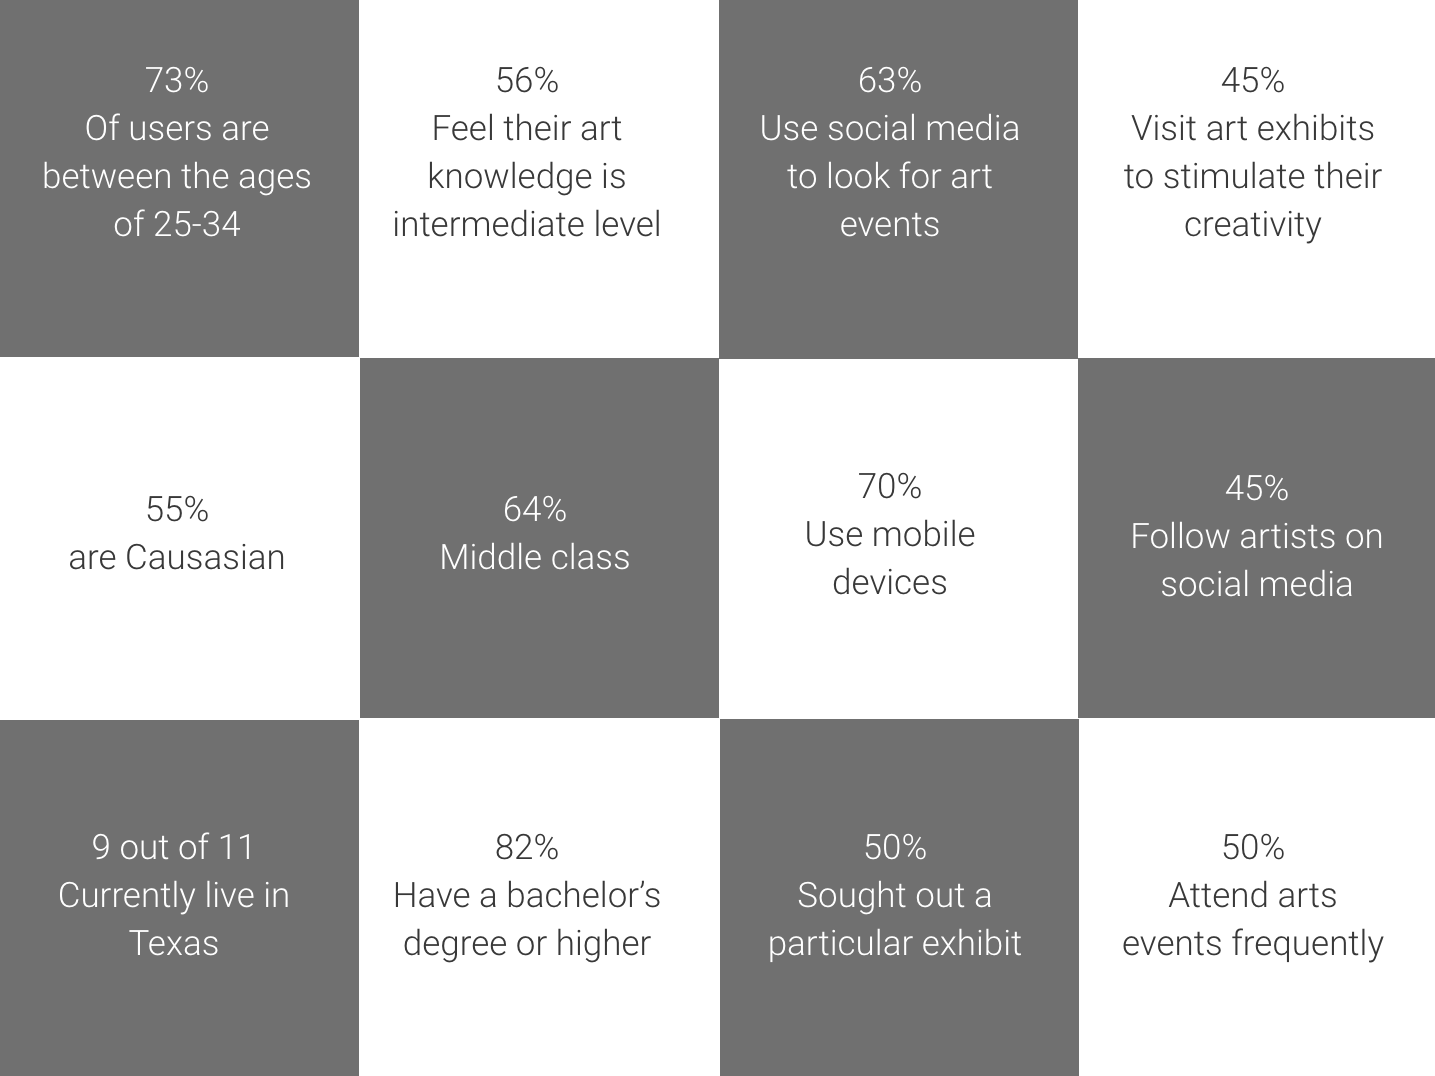 73%
Of users are
between the ages
of 25-34
56%
Feel their art
knowledge is
intermediate level
63%
Use social media
to look for art
events
45%
Visit art exhibits
to stimulate their
creativity
55%
are Causasian
64%
Middle class
70%
Use mobile
devices
45%
Follow artists on
social media
9 out of 11
Currently live in
Texas
82%
Have a bachelor’s
degree or higher
50%
Sought out a
particular exhibit
50%
Attend arts
events frequently